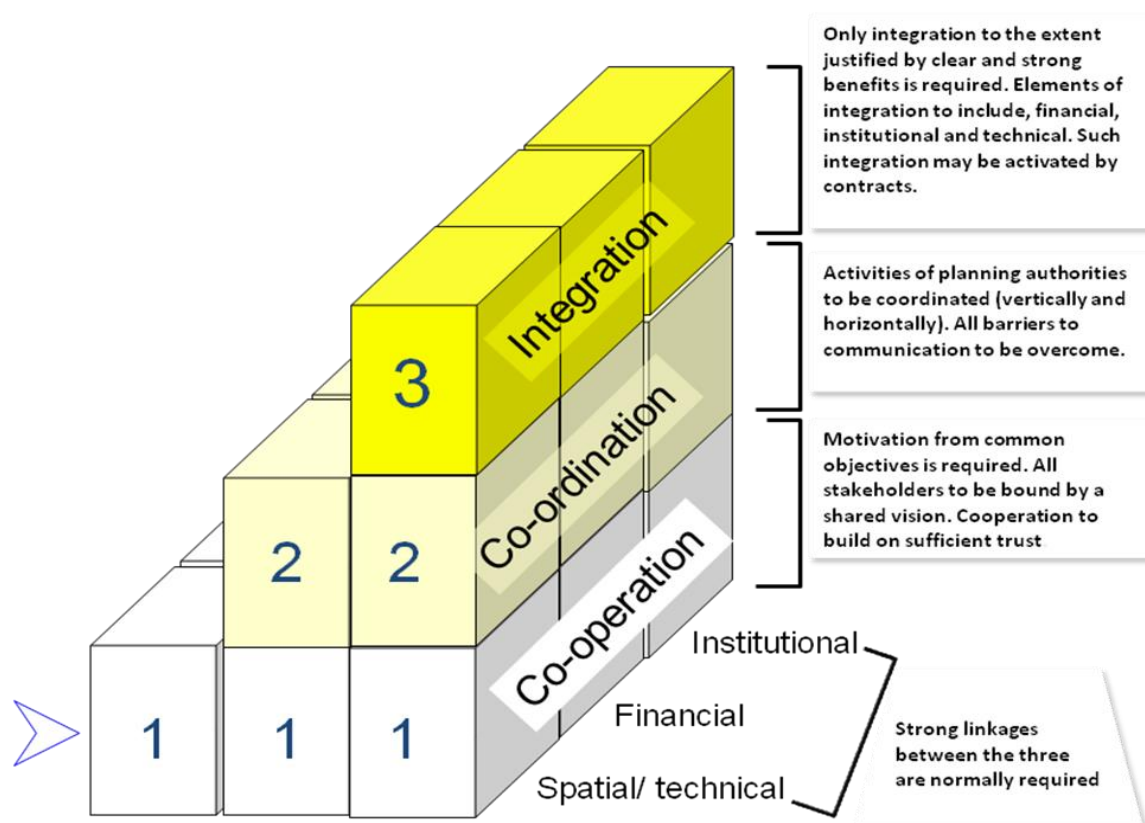 Only integration to the extent
justified by clear and strong
benefits is required. Elements of
integration to include, financial,
institutional and technical. Such
integration may be activated by
contracts.
Integration
3
Activities of planning authorities
to be coordinated (vertically and
horizontally). All barriers to
communication to be overcome.
Co-ordination
2
2
Motivation from common
objectives is required. All
stakeholders to be bound by a
shared vision. Cooperation to
build on sufficient trust
Co-operation
1
1
1
Institutional
Financial
Spatial/ technical
Strong linkages
between the three
are normally required